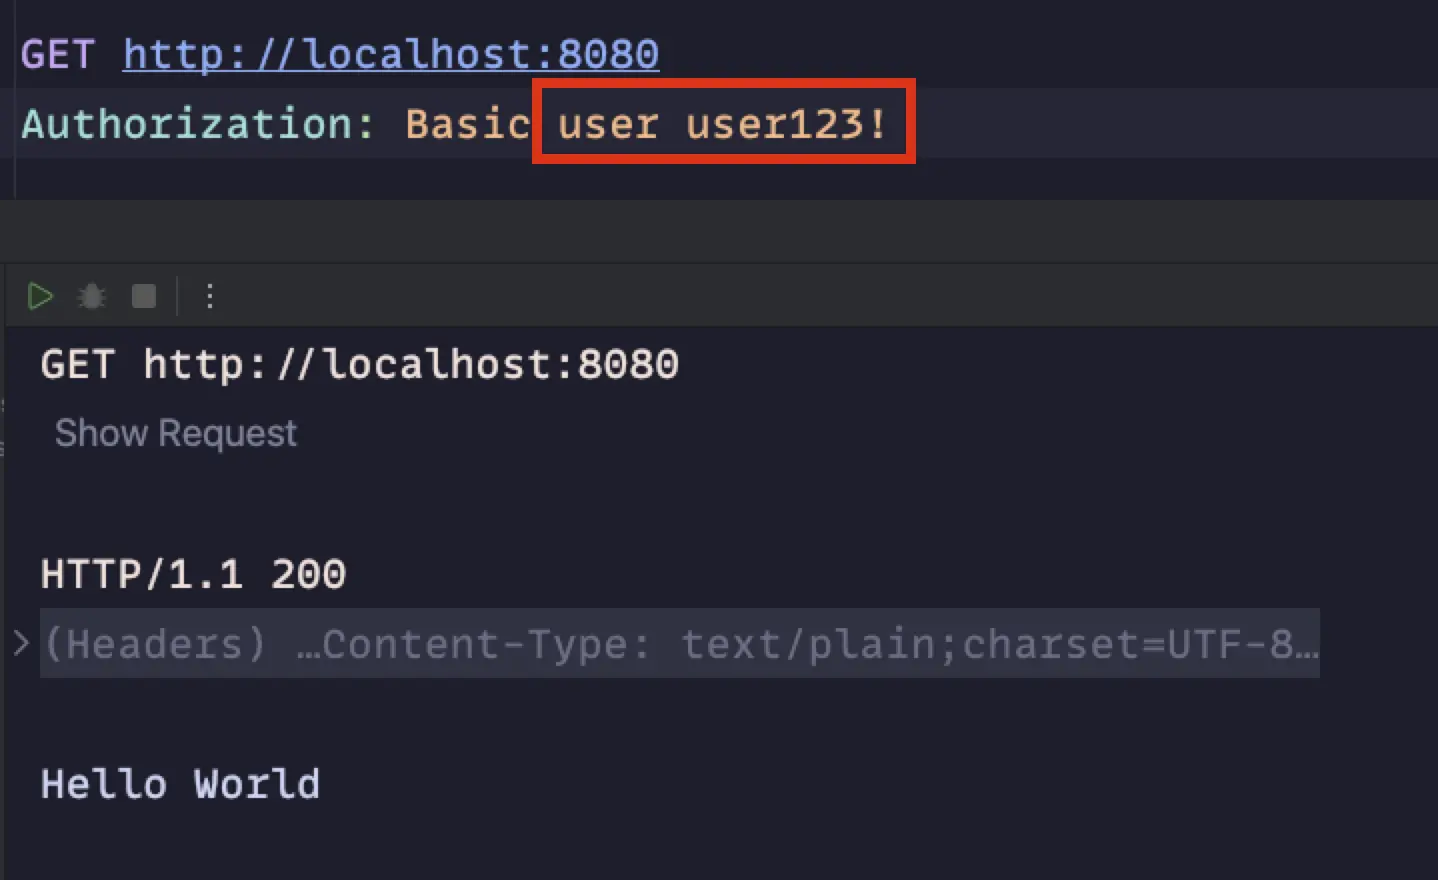 GET http://localhost:8080
Authorization: Basic user user123!
GET http://localhost:8080
Show Request
HTTP/1.1 200
(Headers) …Content-Type: text/plain;charset=UTF-8…
Hello World